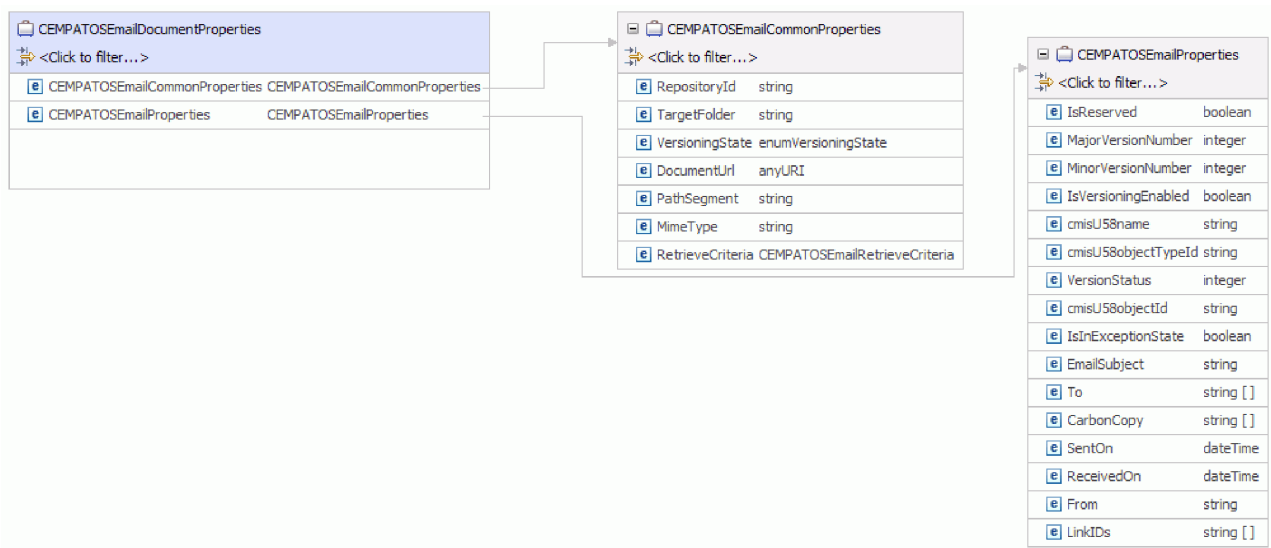 CEMPATOSEmailDocumentProperties
<Click to filter...>
e CEMPATOSEmailCommonProperties CEMPATOSEmailCommonProperties
e CEMPATOSEmailProperties CEMPATOSEmailProperties
CEMPATOSEmailCommonProperties
<Click to filter...>
e RepositoryId string
e TargetFolder string
e VersioningState enumVersioningState
e DocumentUrl anyURI
e PathSegment string
e MimeType string
e RetrieveCriteria CEMPATOSEmailRetrieveCriteria
CEMPATOSEmailProperties
<Click to filter...>
e IsReserved boolean
e MajorVersionNumber integer
e MinorVersionNumber integer
e IsVersioningEnabled boolean
e cmisU58name string
e cmisU58objectTypeId string
e VersionStatus integer
e cmisU58objectId string
e IsInExceptionState boolean
e EmailSubject string
e To string []
e CarbonCopy string []
e SentOn dateTime
e ReceivedOn dateTime
e From string
e LinkIDs string []